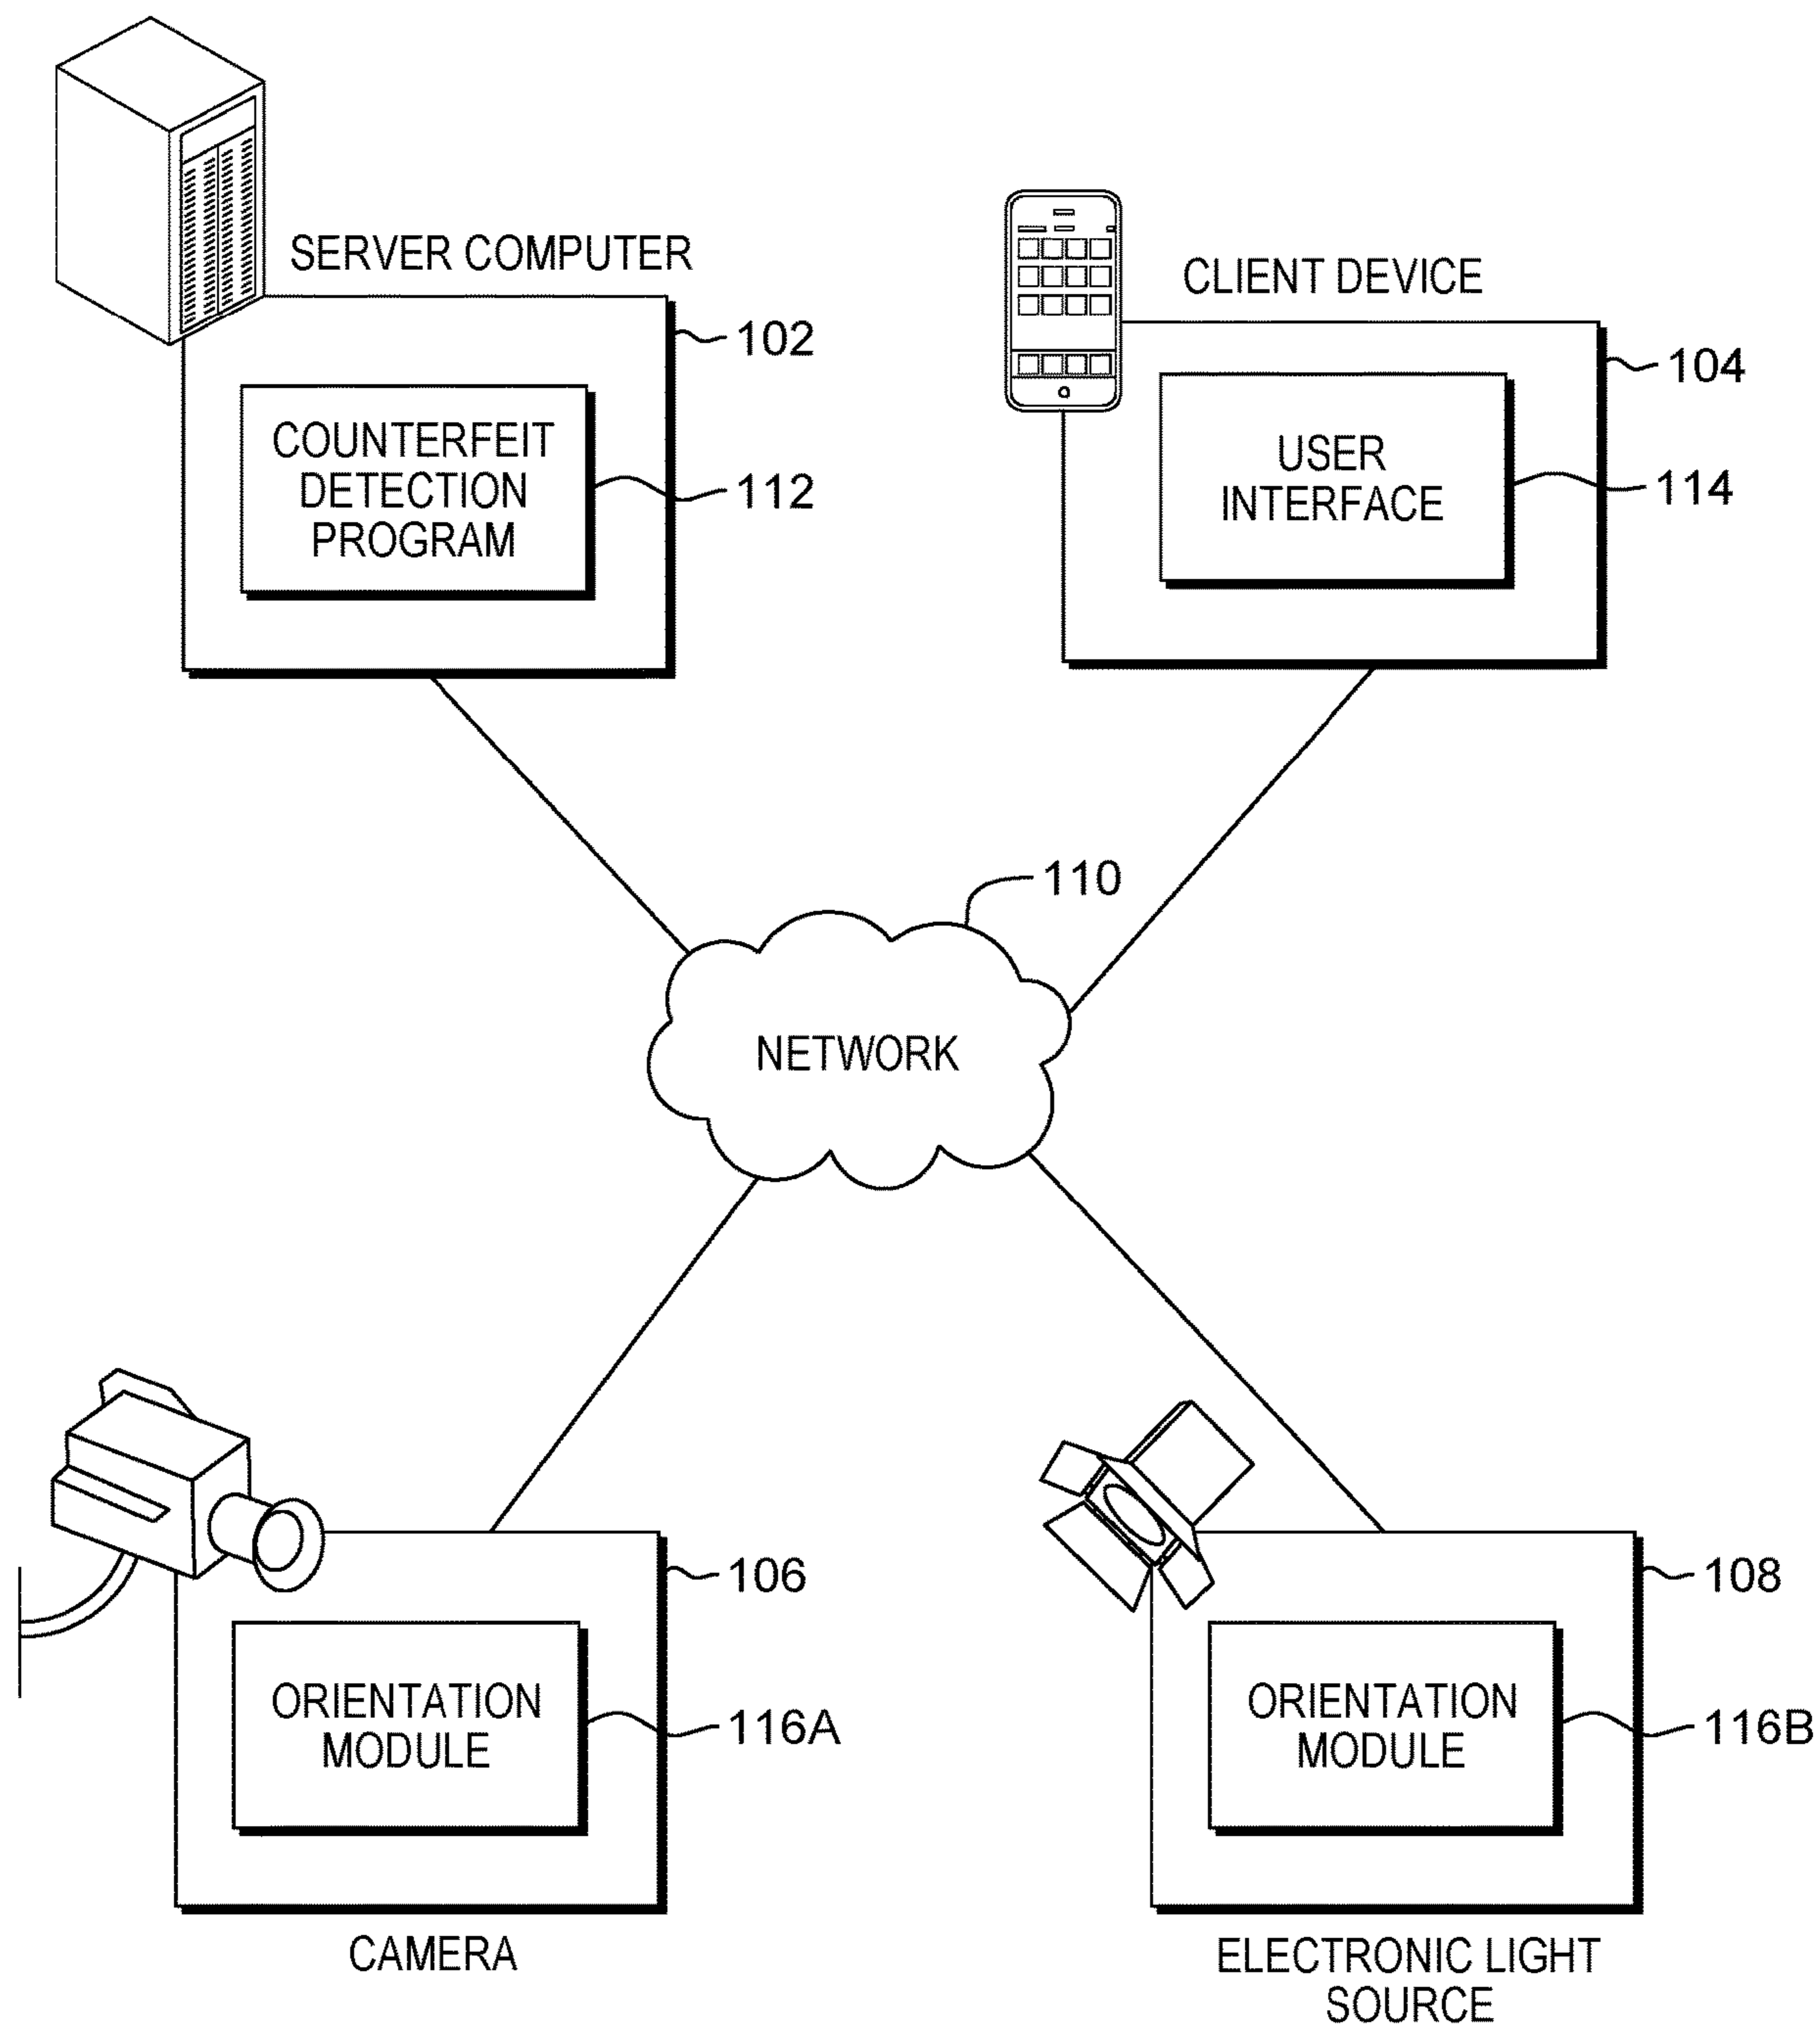 SERVER COMPUTER
102
COUNTERFEIT
DETECTION
PROGRAM
112
CLIENT DEVICE
104
USER
INTERFACE
114
110
NETWORK
106
ORIENTATION
MODULE
116A
CAMERA
108
ORIENTATION
MODULE
116B
ELECTRONIC LIGHT
SOURCE